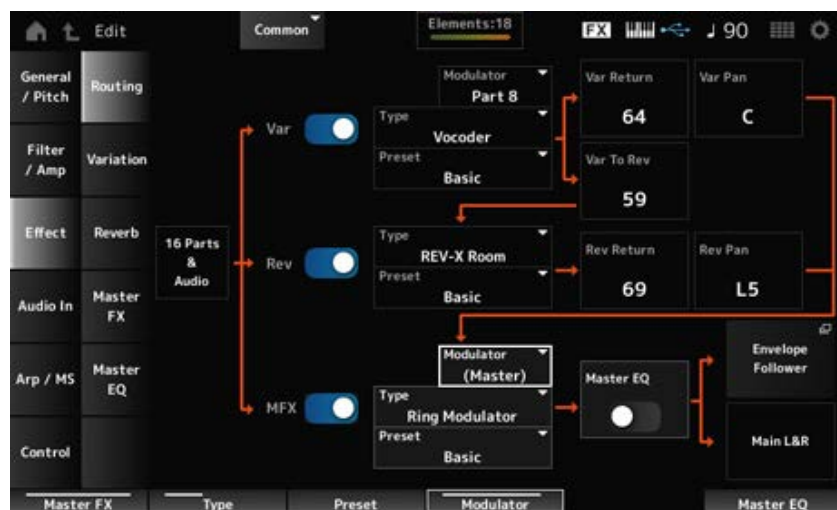 Edit
Common
Elements:18
FX
♩ 90
General
/ Pitch
Routing
Filter
/ Amp
Variation
Effect
Reverb
Audio In
Master
FX
Arp / MS
Master
EQ
Control
16 Parts
&
Audio
Var
Modulator
Part 8
Type
Vocoder
Preset
Basic
Var Return
64
Var Pan
C
Var To Rev
59
Rev
Type
REV-X Room
Preset
Basic
Rev Return
69
Rev Pan
L5
MFX
Modulator
(Master)
Type
Ring Modulator
Preset
Basic
Master EQ
Envelope
Follower
Main L&R
Master FX
Type
Preset
Modulator
Master EQ